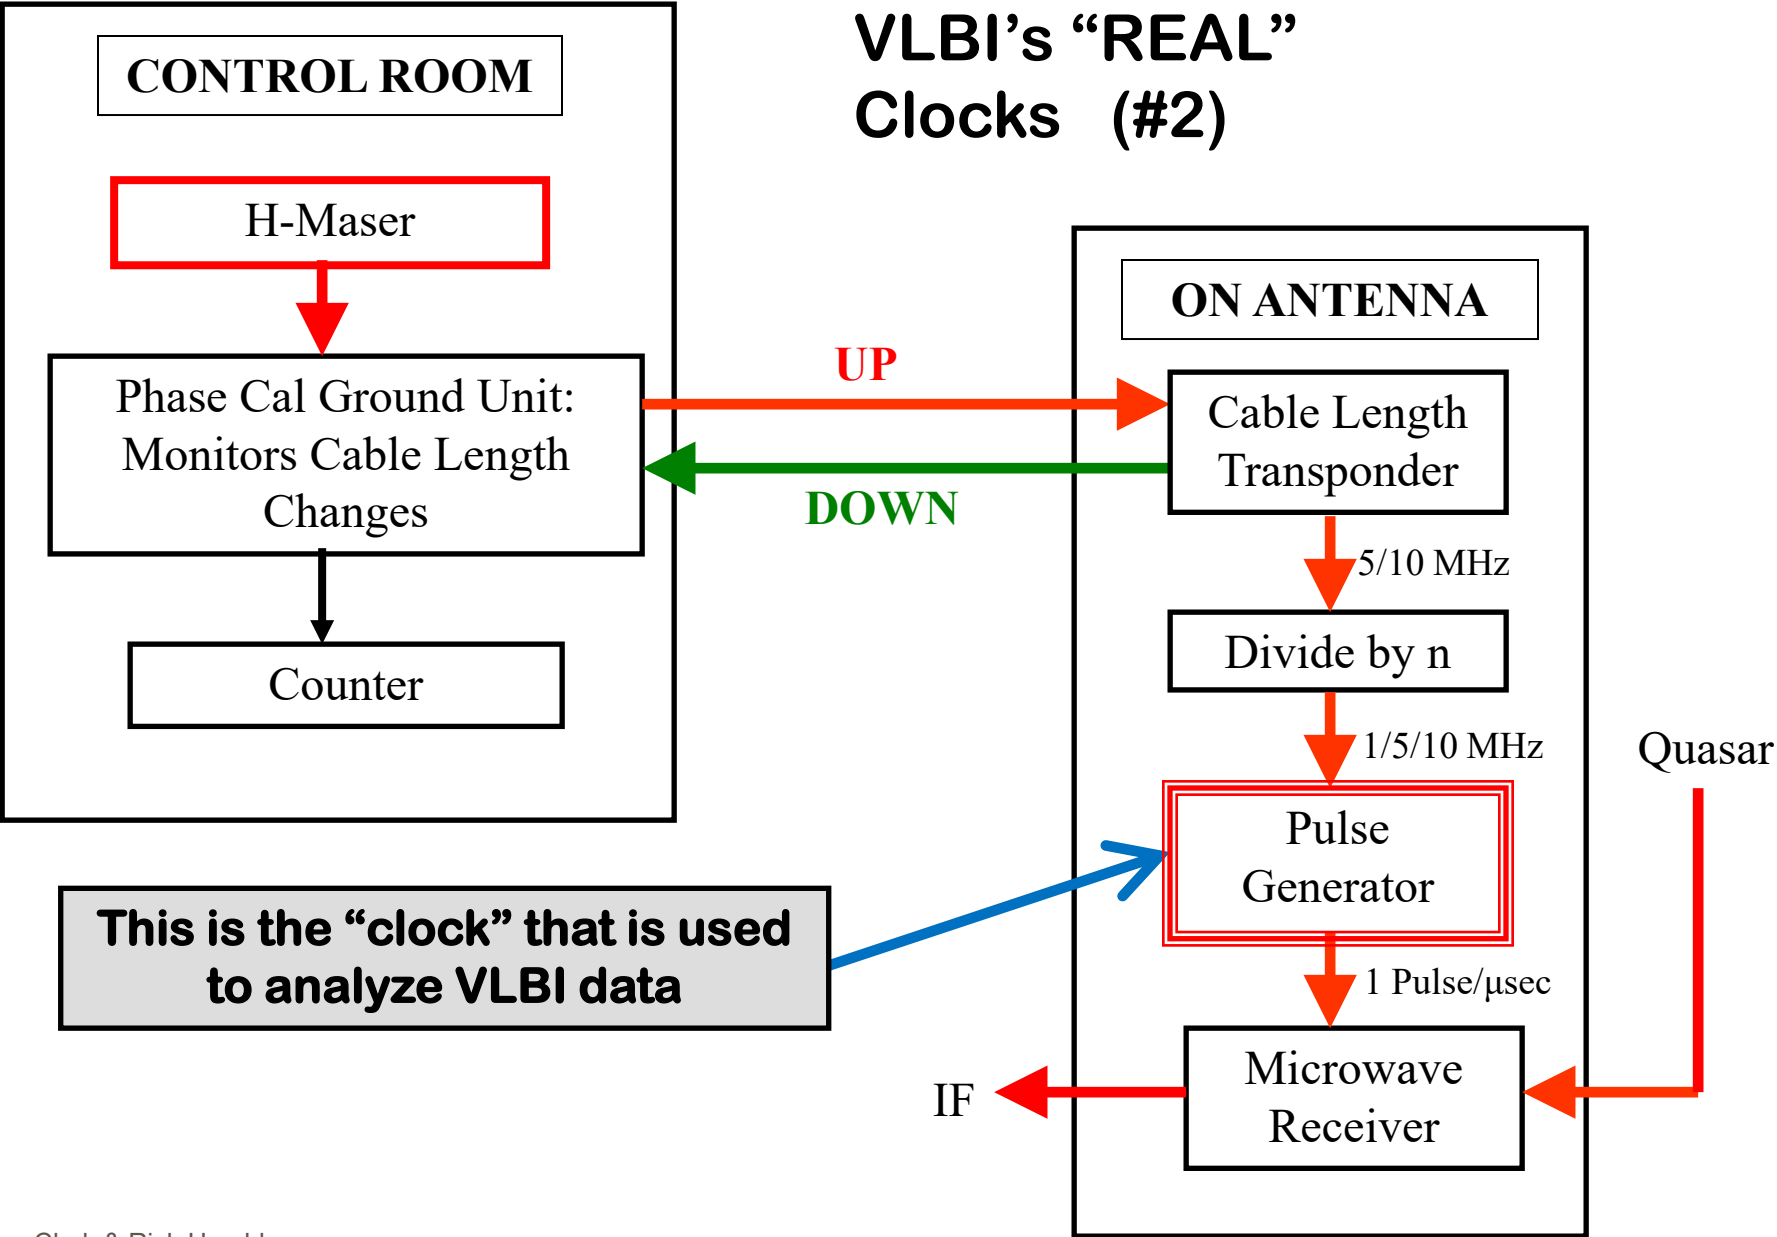 VLBI’s “REAL”
Clocks (#2)
CONTROL ROOM
H-Maser
Phase Cal Ground Unit:
Monitors Cable Length
Changes
Counter
UP
DOWN
ON ANTENNA
Cable Length
Transponder
5/10 MHz
Divide by n
1/5/10 MHz
Quasar
Pulse
Generator
This is the “clock” that is used
to analyze VLBI data
1 Pulse/μsec
Microwave
Receiver
IF